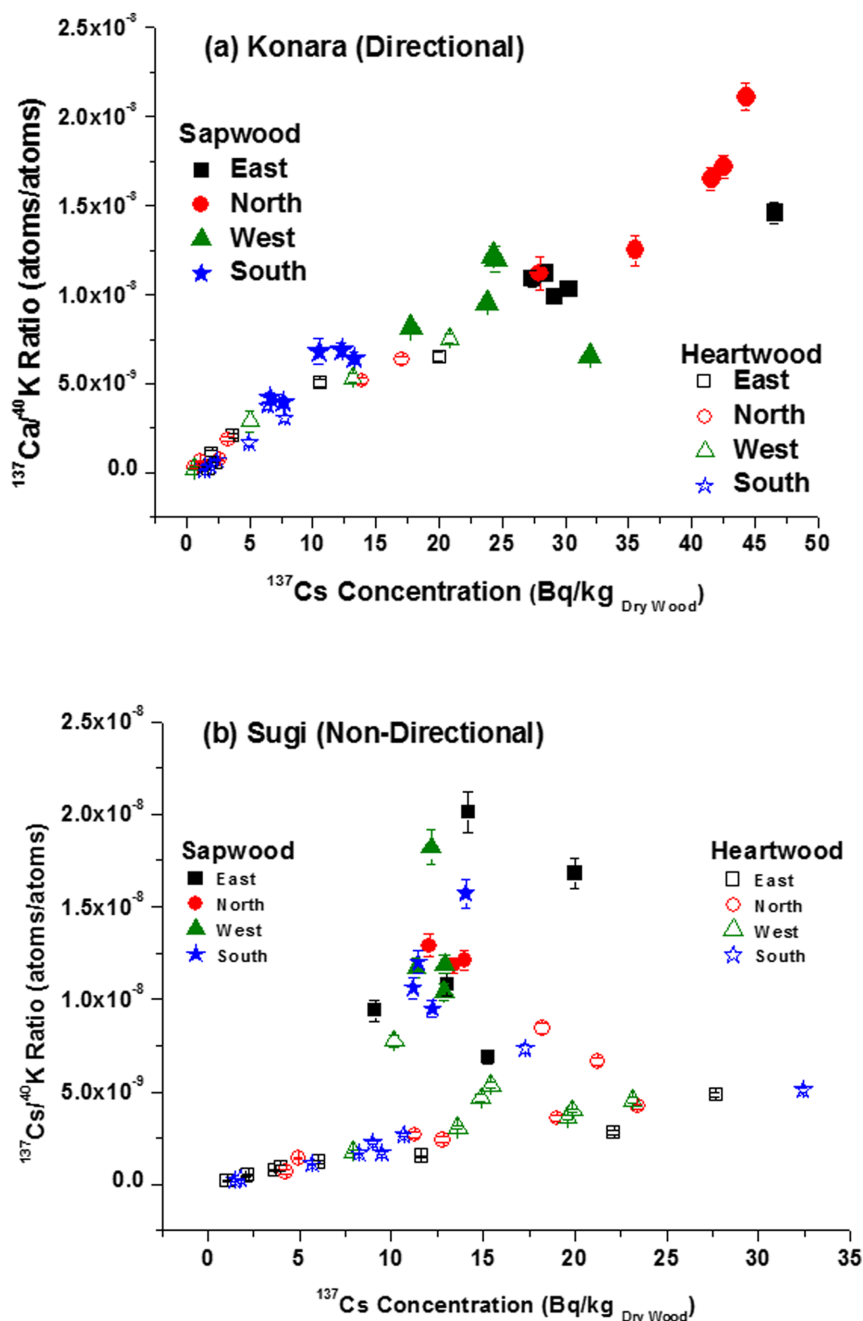 (a) Konara (Directional)
¹³⁷Ca/⁴⁰K Ratio (atoms/atoms)
2.5x10⁻⁸
2.0x10⁻⁸
1.5x10⁻⁸
1.0x10⁻⁸
5.0x10⁻⁹
0.0
Sapwood
East
North
West
South
Heartwood
East
North
West
South
0 5 10 15 20 25 30 35 40 45 50
¹³⁷Cs Concentration (Bq/kg Dry Wood)
(b) Sugi (Non-Directional)
¹³⁷Cs/⁴⁰K Ratio (atoms/atoms)
2.5x10⁻⁸
2.0x10⁻⁸
1.5x10⁻⁸
1.0x10⁻⁸
5.0x10⁻⁹
0.0
Sapwood
East
North
West
South
Heartwood
East
North
West
South
0 5 10 15 20 25 30 35
¹³⁷Cs Concentration (Bq/kg Dry Wood)